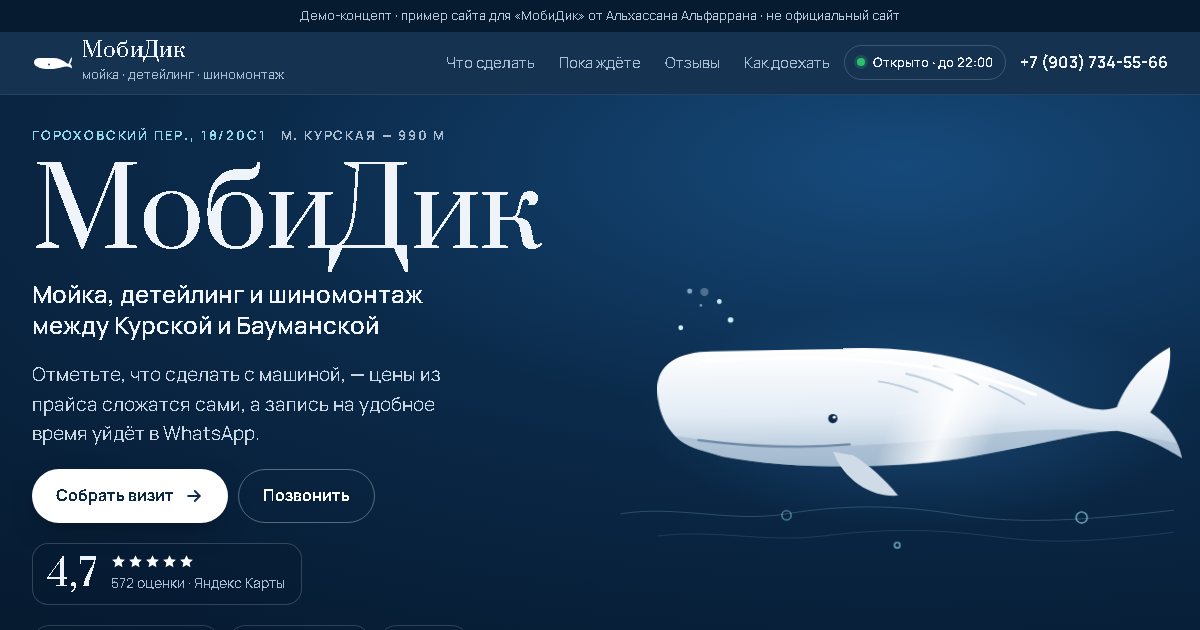 Демо-концепт · пример сайта для «МобиДик» от Альхассана Альфаррана · не официальный сайт
МобиДик
мойка · детейлинг · шиномонтаж
Что сделать
Пока ждёте
Отзывы
Как доехать
Открыто · до 22:00
+7 (903) 734-55-66
ГОРОХОВСКИЙ ПЕР., 18/20С1 М. КУРСКАЯ — 990 М
МобиДик
Мойка, детейлинг и шиномонтаж
между Курской и Бауманской
Отметьте, что сделать с машиной, — цены из
прайса сложатся сами, а запись на удобное
время уйдёт в WhatsApp.
Собрать визит →
Позвонить
4,7 ★★★★★
572 оценки · Яндекс Карты